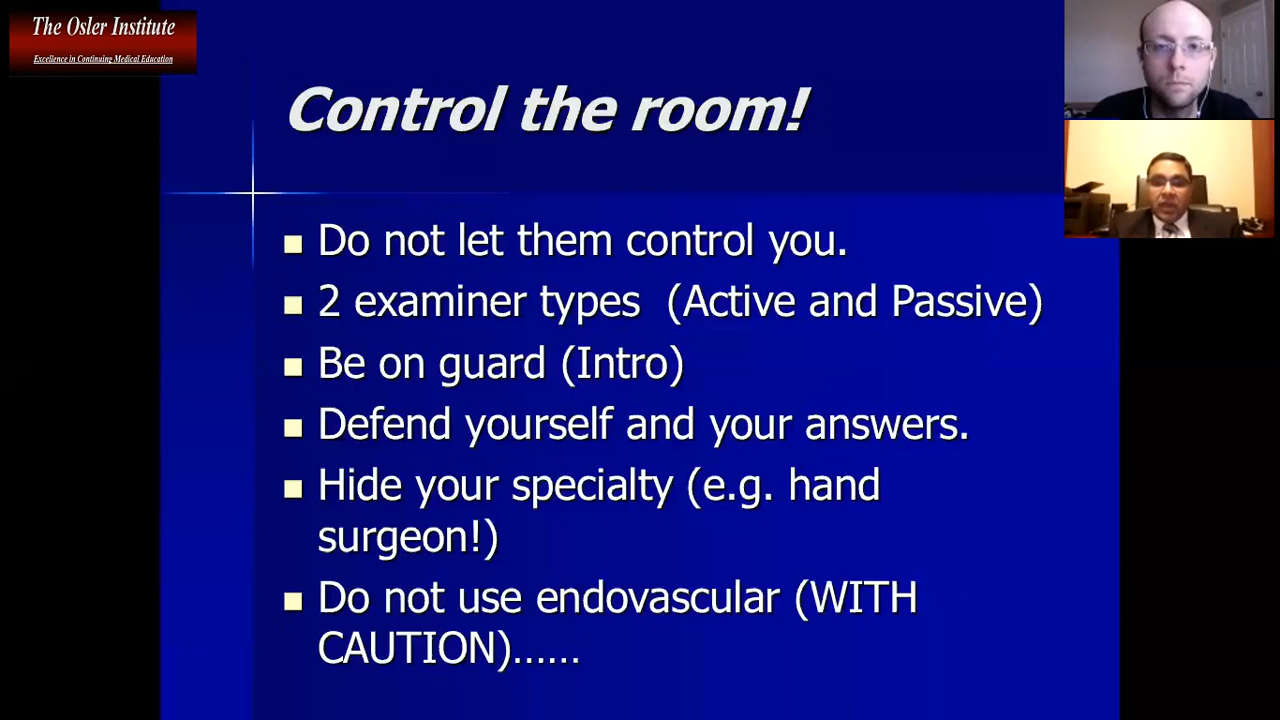 The Osler Institute
Excellence in Continuing Medical Education
Control the room!
Do not let them control you.
2 examiner types (Active and Passive)
Be on guard (Intro)
Defend yourself and your answers.
Hide your specialty (e.g. hand
surgeon!)
Do not use endovascular (WITH
CAUTION)......